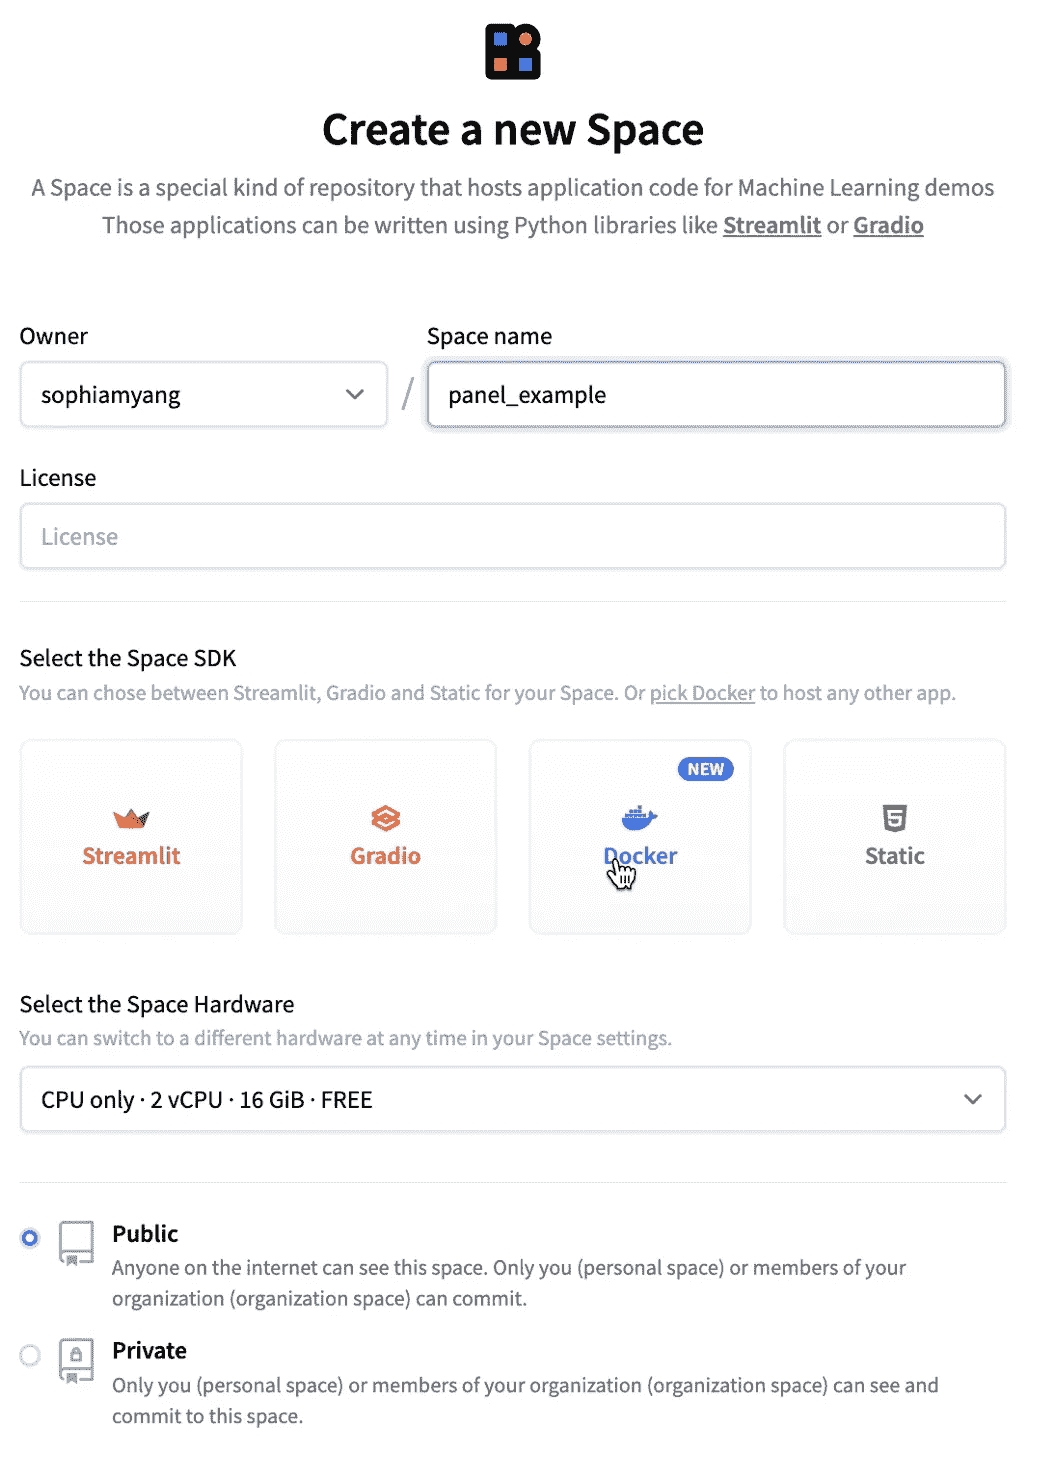 Create a new Space
A Space is a special kind of repository that hosts application code for Machine Learning demos
Those applications can be written using Python libraries like Streamlit or Gradio
Owner
Space name
sophiamyang
/
panel_example
License
License
Select the Space SDK
You can chose between Streamlit, Gradio and Static for your Space. Or pick Docker to host any other app.
NEW
Streamlit
Gradio
Docker
Static
Select the Space Hardware
You can switch to a different hardware at any time in your Space settings.
CPU only · 2 vCPU · 16 GiB · FREE
Public
Anyone on the internet can see this space. Only you (personal space) or members of your
organization (organization space) can commit.
Private
Only you (personal space) or members of your organization (organization space) can see and
commit to this space.